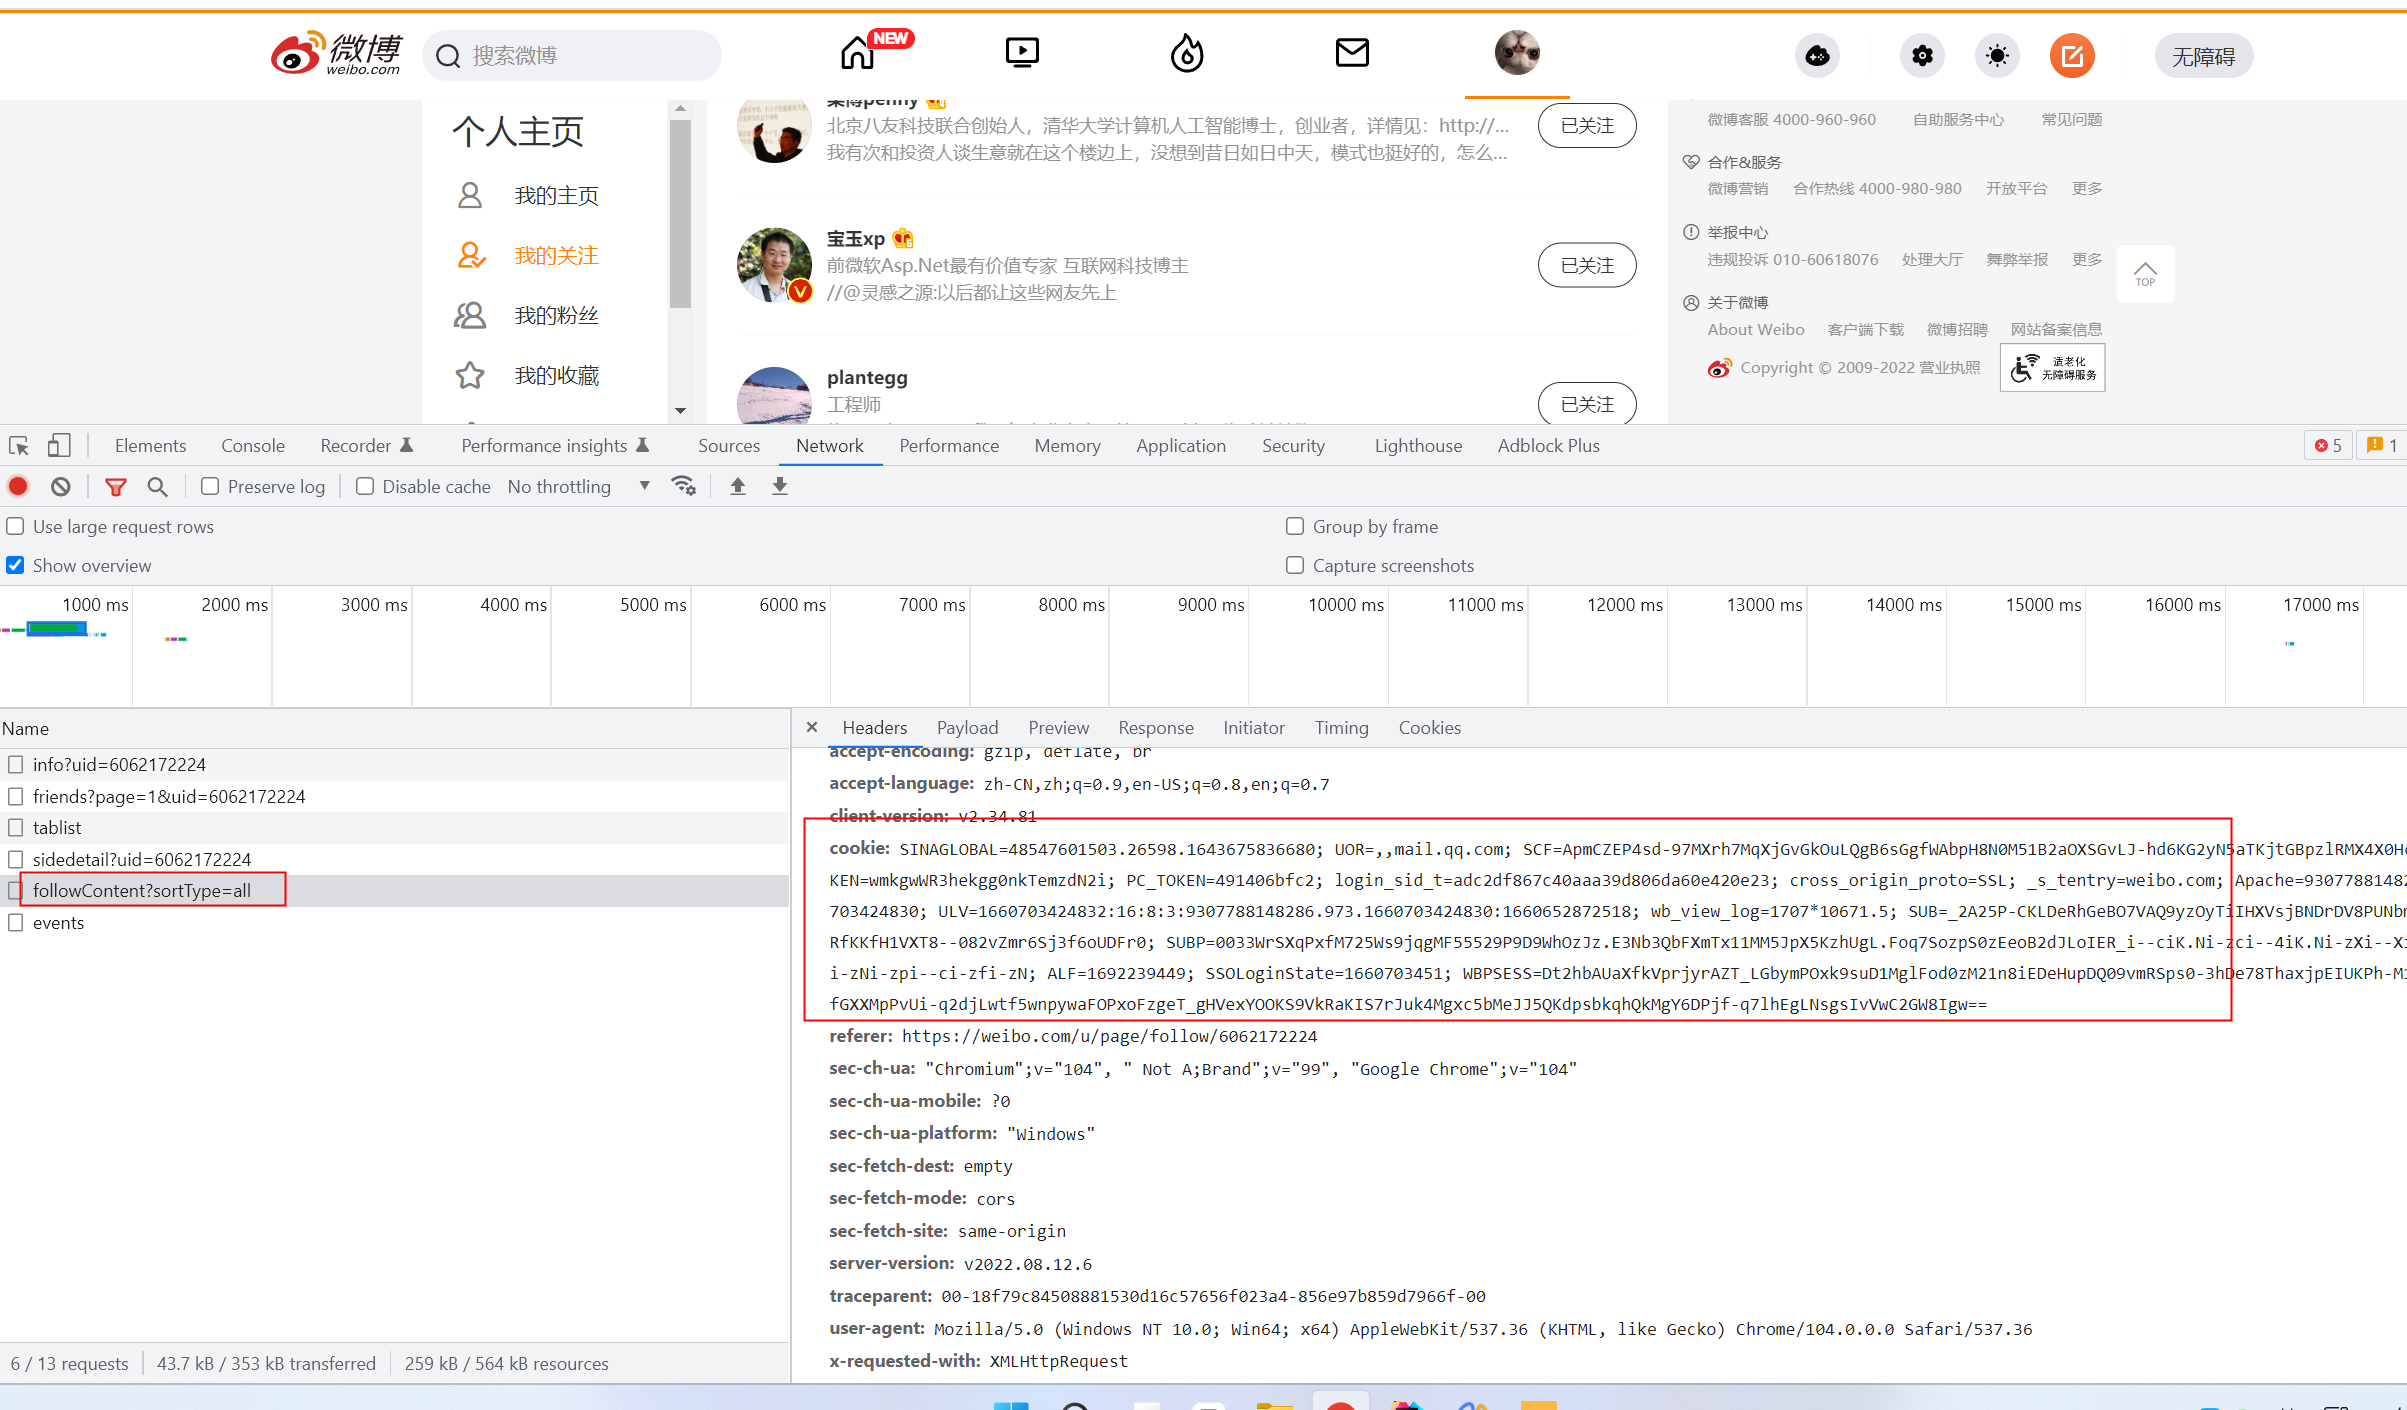 微博
weibo.com
搜索微博
NEW
无障碍
个人主页
我的主页
我的关注
我的粉丝
我的收藏
北京八友科技联合创始人，清华大学计算机人工智能博士，创业者，详情见：http://...
我有次和投资人谈生意就在这个楼边上，没想到昔日如日中天，模式也挺好的，怎么...
已关注
宝玉xp
前微软Asp.Net最有价值专家 互联网科技博主
//@灵感之源:以后都让这些网友先上
已关注
plantegg
工程师
已关注
微博客服 4000-960-960 自助服务中心 常见问题
合作&服务
微博营销 合作热线 4000-980-980 开放平台 更多
举报中心
违规投诉 010-60618076 处理大厅 舞弊举报 更多
关于微博
About Weibo 客户端下载 微博招聘 网站备案信息
Copyright © 2009-2022 营业执照
适老化
无障碍服务
TOP
Elements Console Recorder Performance insights Sources Network Performance Memory Application Security Lighthouse Adblock Plus 5 1
Preserve log Disable cache No throttling
Use large request rows Group by frame
Show overview Capture screenshots
1000 ms 2000 ms 3000 ms 4000 ms 5000 ms 6000 ms 7000 ms 8000 ms 9000 ms 10000 ms 11000 ms 12000 ms 13000 ms 14000 ms 15000 ms 16000 ms 17000 ms
Name
info?uid=6062172224
friends?page=1&uid=6062172224
tablist
sidedetail?uid=6062172224
followContent?sortType=all
events
6 / 13 requests 43.7 kB / 353 kB transferred 259 kB / 564 kB resources
Headers Payload Preview Response Initiator Timing Cookies
accept-encoding: gzip, deflate, br
accept-language: zh-CN,zh;q=0.9,en-US;q=0.8,en;q=0.7
client-version: v2.34.81
cookie: SINAGLOBAL=48547601503.26598.1643675836680; UOR=,,mail.qq.com; SCF=ApmCZEP4sd-97MXrh7MqXjGvGkOuLQgB6sGgfWAbpH8N0M51B2aOXSGvLJ-hd6KG2yN5aTKjtGBpzlRMX4X0H
KEN=wmkgwWR3hekgg0nkTemzdN2i; PC_TOKEN=491406bfc2; login_sid_t=adc2df867c40aaa39d806da60e420e23; cross_origin_proto=SSL; _s_tentry=weibo.com; Apache=9307788148
703424830; ULV=1660703424832:16:8:3:9307788148286.973.1660703424830:1660652872518; wb_view_log=1707*10671.5; SUB=_2A25P-CKLDeRhGeBO7VAQ9yzOyTiIHXVsjBNDrDV8PUNb
RfKKfH1VXT8--082vZmr6Sj3f6oUDFr0; SUBP=0033WrSXqPxfM725Ws9jqgMF55529P9D9WhOzJz.E3Nb3QbFXmTx11MM5JpX5KzhUgL.Foq7SozpS0zEeoB2dJLoIER_i--ciK.Ni-zci--4iK.Ni-zXi--X
i-zNi-zpi--ci-zfi-zN; ALF=1692239449; SSOLoginState=1660703451; WBPSESS=Dt2hbAUaXfkVprjyrAZT_LGbymPOxk9suD1MglFod0zM21n8iEDeHupDQ09vmRSps0-3hDe78ThaxjpEIUKPh-M
fGXXMpPvUi-q2djLwtf5wnpywaFOPxoFzgeT_gHVexYOOKS9VkRaKIS7rJuk4Mgxc5bMeJJ5QKdpsbkqhQkMgY6DPjf-q7lhEgLNsgsIvVwC2GW8Igw==
referer: https://weibo.com/u/page/follow/6062172224
sec-ch-ua: "Chromium";v="104", " Not A;Brand";v="99", "Google Chrome";v="104"
sec-ch-ua-mobile: ?0
sec-ch-ua-platform: "Windows"
sec-fetch-dest: empty
sec-fetch-mode: cors
sec-fetch-site: same-origin
server-version: v2022.08.12.6
traceparent: 00-18f79c84508881530d16c57656f023a4-856e97b859d7966f-00
user-agent: Mozilla/5.0 (Windows NT 10.0; Win64; x64) AppleWebKit/537.36 (KHTML, like Gecko) Chrome/104.0.0.0 Safari/537.36
x-requested-with: XMLHttpRequest